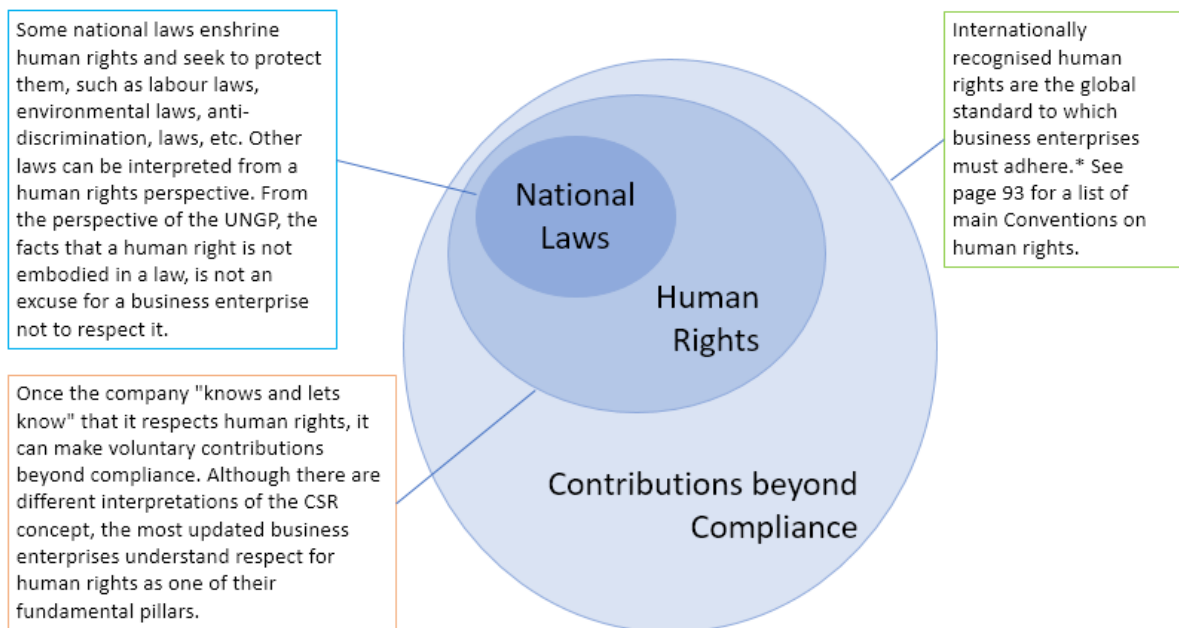 Some national laws enshrine
human rights and seek to protect
them, such as labour laws,
environmental laws, anti-
discrimination, laws, etc. Other
laws can be interpreted from a
human rights perspective. From
the perspective of the UNGP, the
facts that a human right is not
embodied in a law, is not an
excuse for a business enterprise
not to respect it.
Once the company "knows and lets
know" that it respects human rights, it
can make voluntary contributions
beyond compliance. Although there are
different interpretations of the CSR
concept, the most updated business
enterprises understand respect for
human rights as one of their
fundamental pillars.
National
Laws
Human
Rights
Contributions beyond
Compliance
Internationally
recognised human
rights are the global
standard to which
business enterprises
must adhere.* See
page 93 for a list of
main Conventions on
human rights.